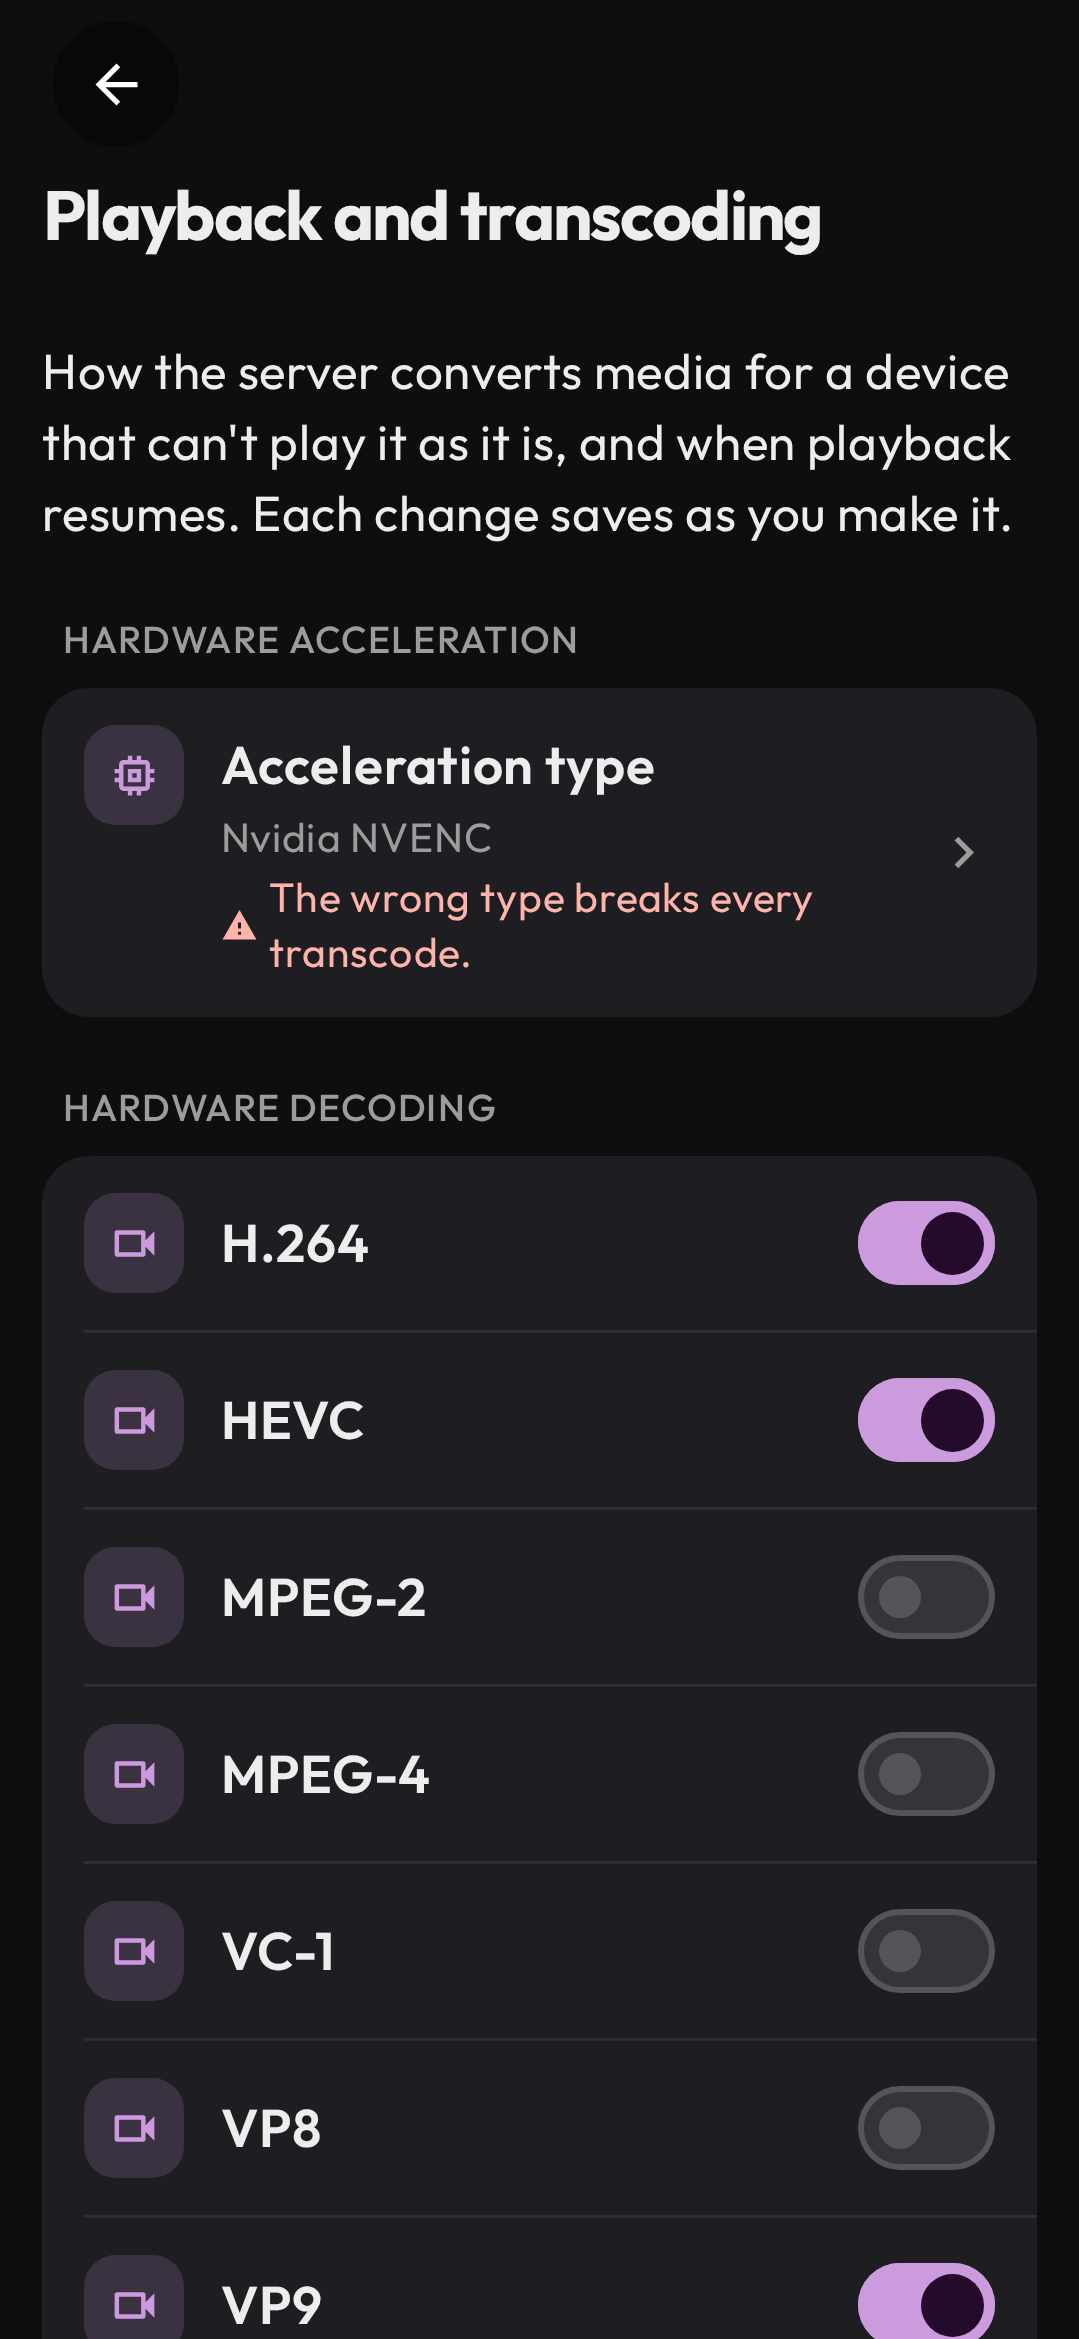 Playback and transcoding
How the server converts media for a device
that can't play it as it is, and when playback
resumes. Each change saves as you make it.
HARDWARE ACCELERATION
Acceleration type
Nvidia NVENC
The wrong type breaks every
transcode.
HARDWARE DECODING
H.264
HEVC
MPEG-2
MPEG-4
VC-1
VP8
VP9